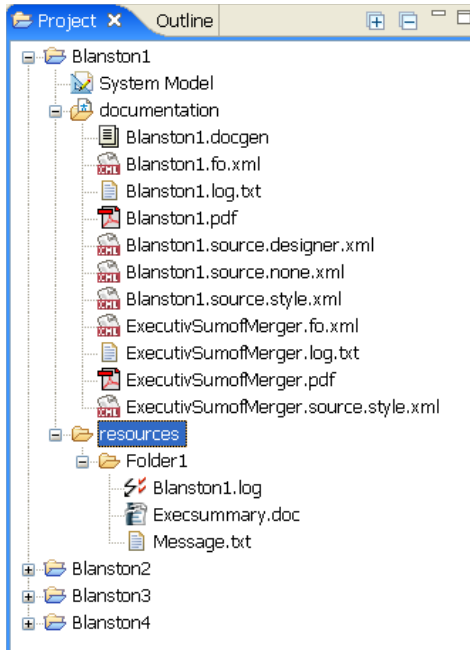 Project Outline
Blanston1
System Model
documentation
Blanston1.docgen
Blanston1.fo.xml
Blanston1.log.txt
Blanston1.pdf
Blanston1.source.designer.xml
Blanston1.source.none.xml
Blanston1.source.style.xml
ExecutivSumofMerger.fo.xml
ExecutivSumofMerger.log.txt
ExecutivSumofMerger.pdf
ExecutivSumofMerger.source.style.xml
resources
Folder1
Blanston1.log
Execsummary.doc
Message.txt
Blanston2
Blanston3
Blanston4